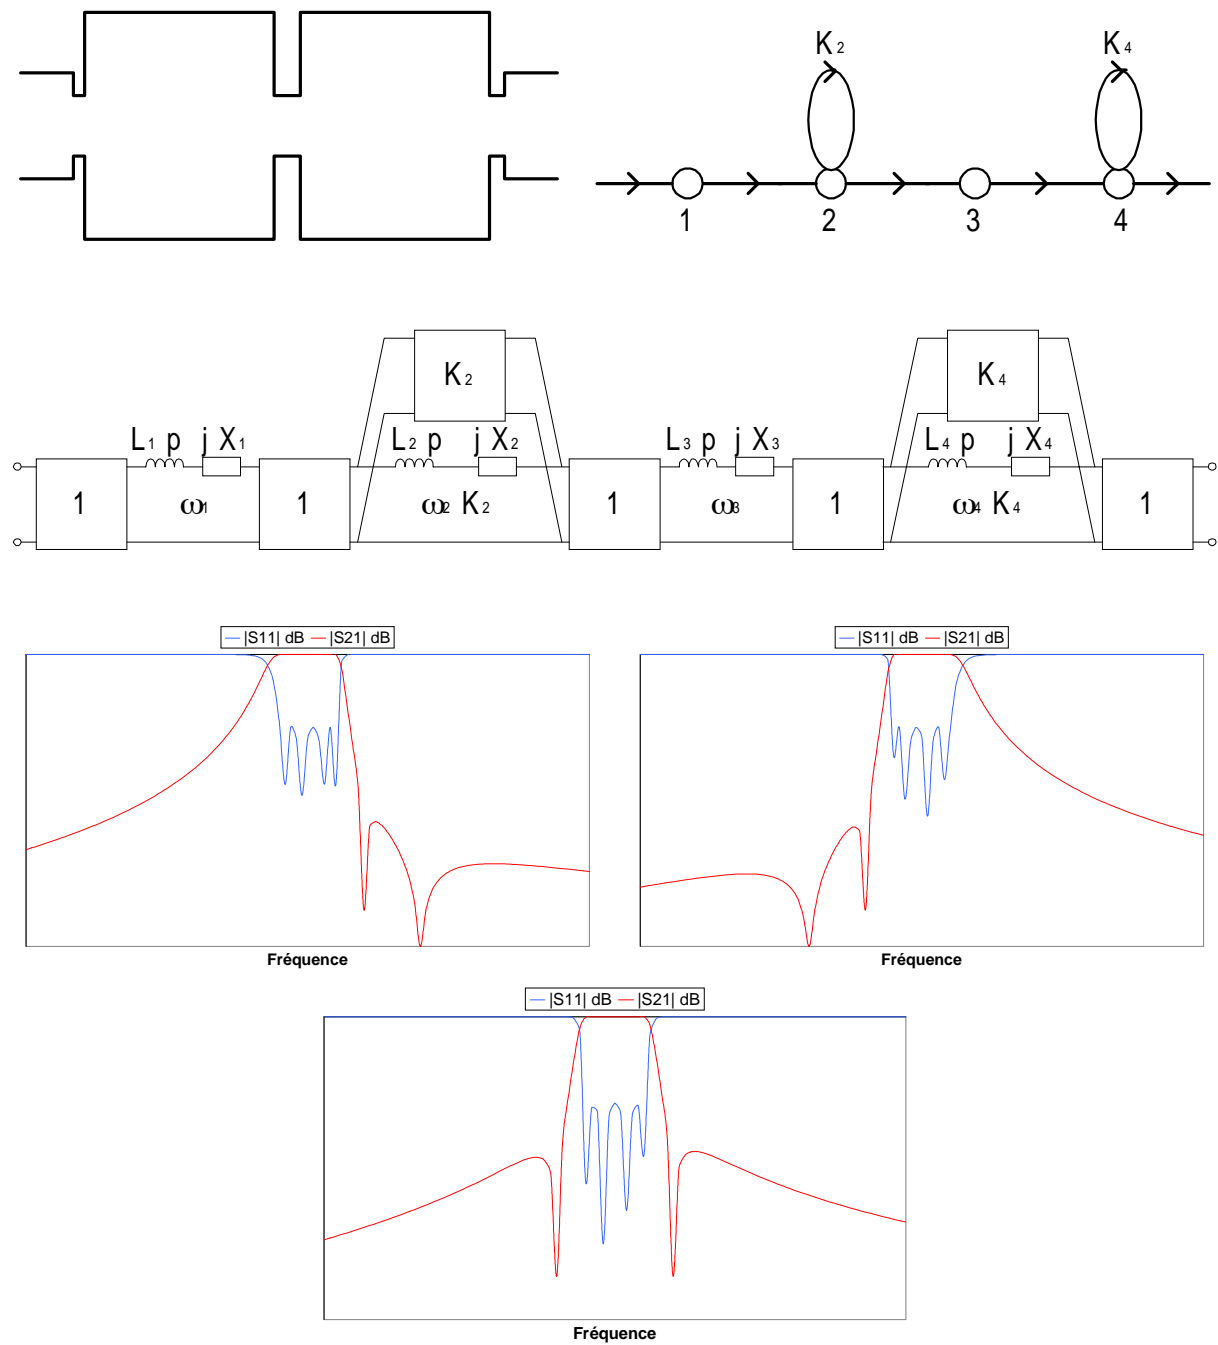 K2 K4
1 2 3 4
K2 K4
L1 p j X1 L2 p j X2 L3 p j X3 L4 p j X4
1 ω1 1 ω2 K2 1 ω3 1 ω4 K4 1
|S11| dB |S21| dB
|S11| dB |S21| dB
Fréquence
Fréquence
|S11| dB |S21| dB
Fréquence